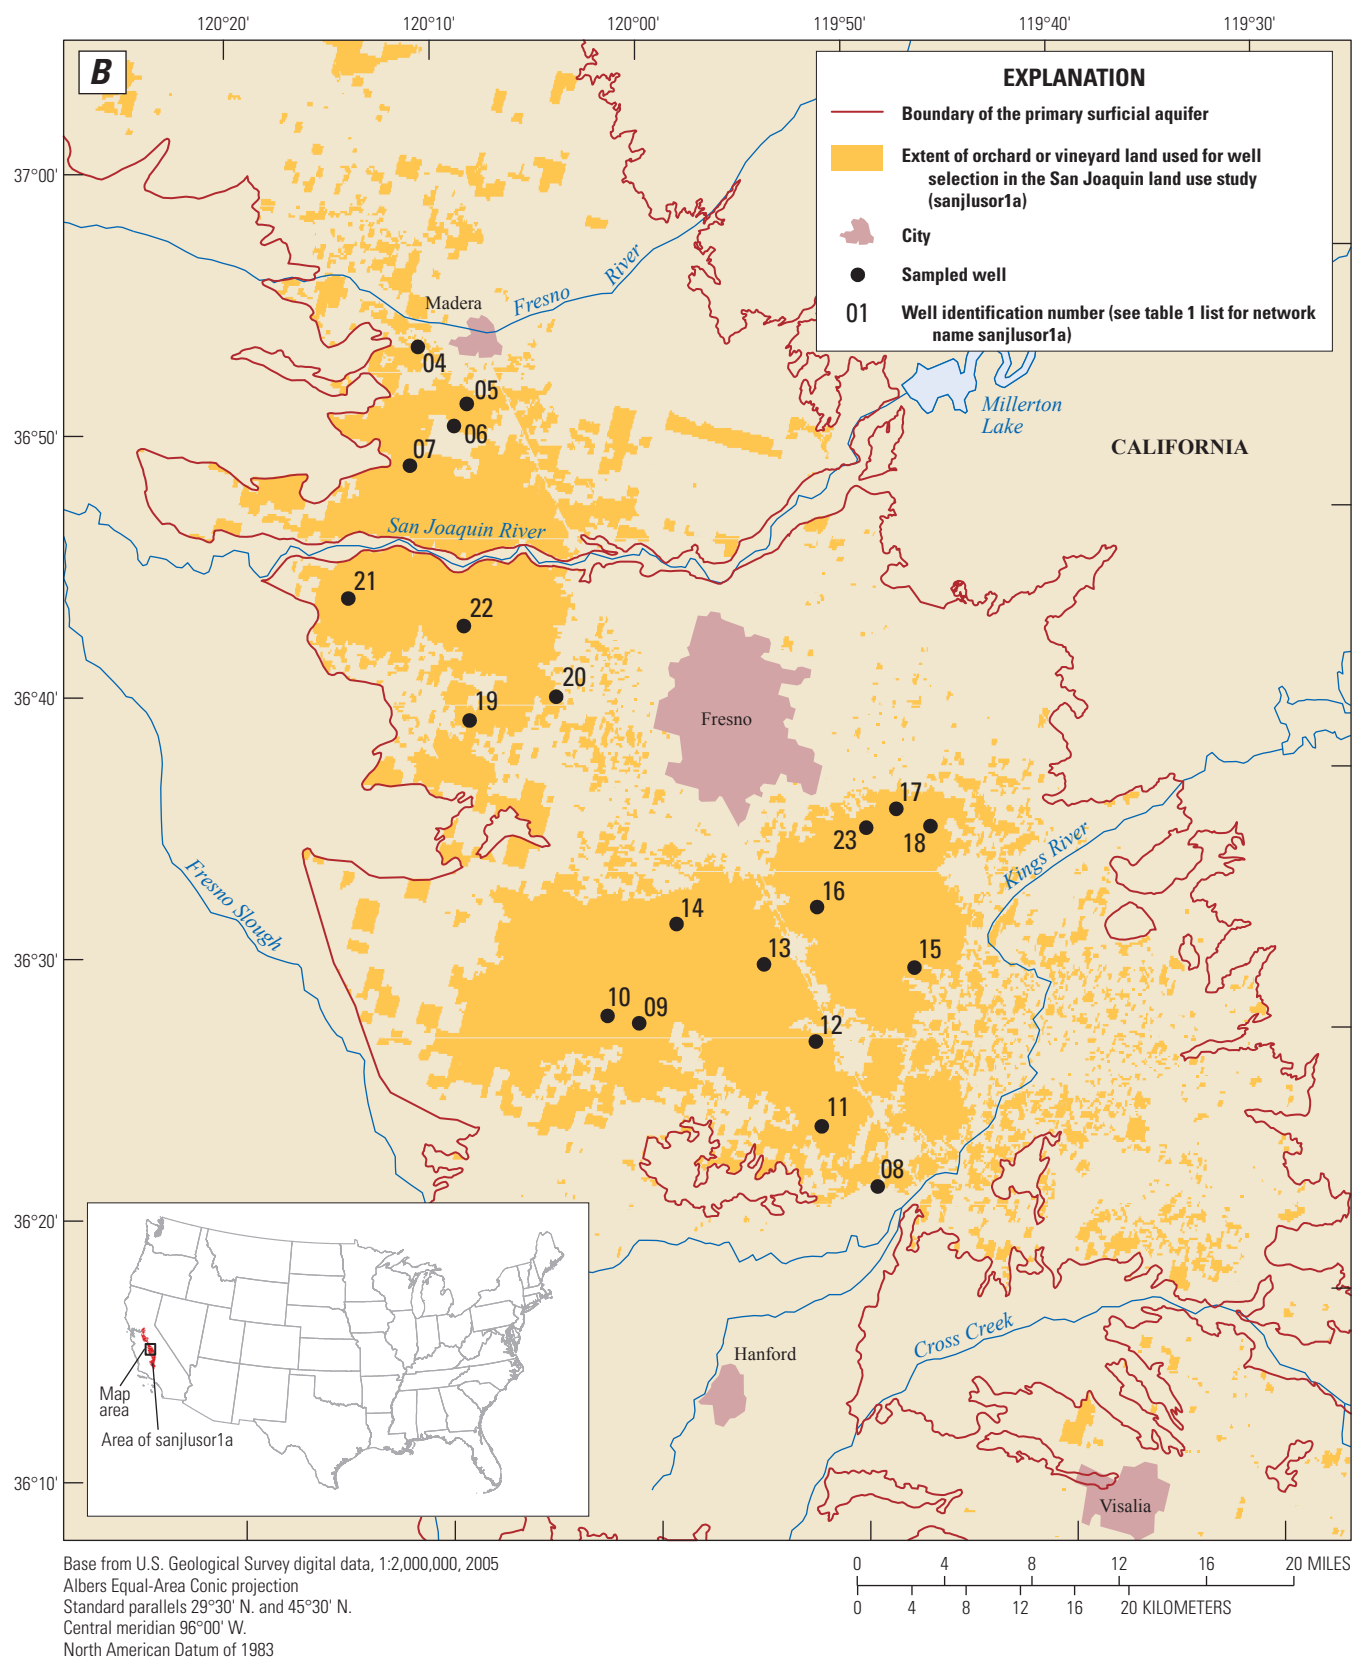 120°20'
120°10'
120°00'
119°50'
119°40'
119°30'
B
EXPLANATION
Boundary of the primary surficial aquifer
Extent of orchard or vineyard land used for well
selection in the San Joaquin land use study
(sanjlusor1a)
City
Sampled well
01
Well identification number (see table 1 list for network
name sanjlusor1a)
37°00'
Madera
Fresno
River
04
05
06
07
36°50'
Millerton
Lake
CALIFORNIA
San Joaquin River
21
22
20
19
36°40'
Fresno
17
23
18
Kings River
16
14
Fresno Slough
13
15
36°30'
10
09
12
11
08
36°20'
Cross Creek
Hanford
Map
area
Area of sanjlusor1a
36°10'
Visalia
Base from U.S. Geological Survey digital data, 1:2,000,000, 2005
Albers Equal-Area Conic projection
Standard parallels 29°30' N. and 45°30' N.
Central meridian 96°00' W.
North American Datum of 1983
0
4
8
12
16
20 MILES
0
4
8
12
16
20 KILOMETERS